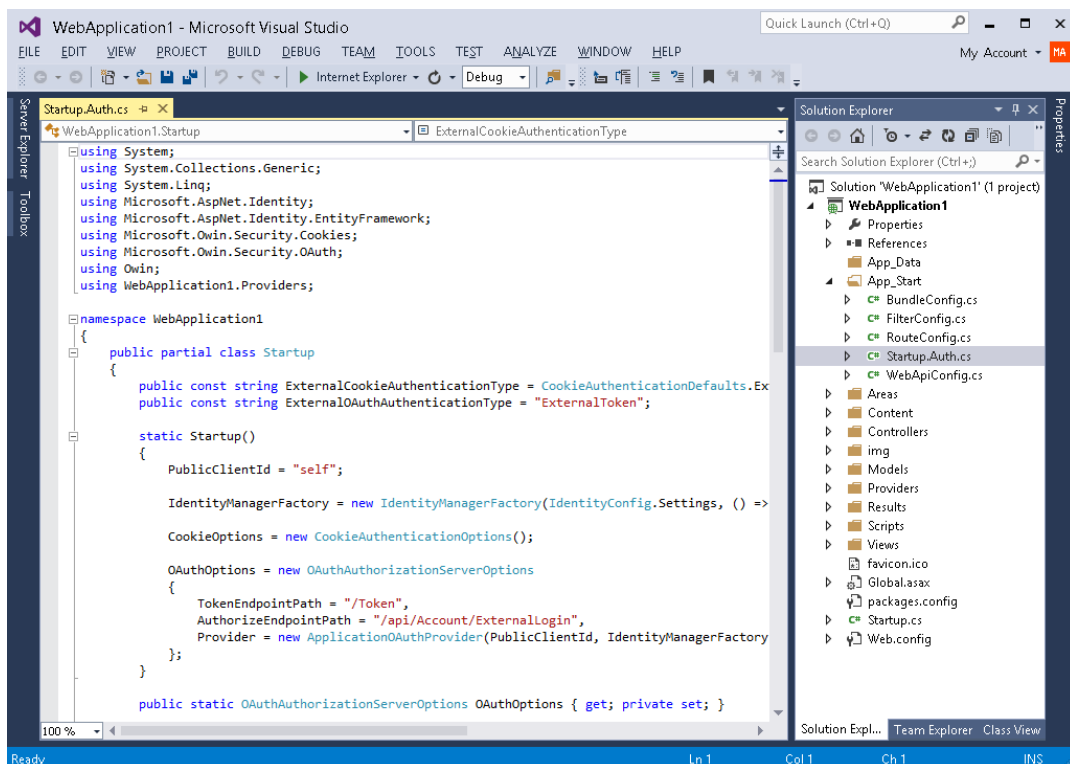 WebApplication1 - Microsoft Visual Studio
Quick Launch (Ctrl+Q)
FILE EDIT VIEW PROJECT BUILD DEBUG TEAM TOOLS TEST ANALYZE WINDOW HELP
My Account MA
Internet Explorer Debug
Server Explorer
Toolbox
Startup.Auth.cs
WebApplication1.Startup ExternalCookieAuthenticationType
using System;
using System.Collections.Generic;
using System.Linq;
using Microsoft.AspNet.Identity;
using Microsoft.AspNet.Identity.EntityFramework;
using Microsoft.Owin.Security.Cookies;
using Microsoft.Owin.Security.OAuth;
using Owin;
using WebApplication1.Providers;
namespace WebApplication1
{
public partial class Startup
{
public const string ExternalCookieAuthenticationType = CookieAuthenticationDefaults.Ex
public const string ExternalOAuthAuthenticationType = "ExternalToken";
static Startup()
{
PublicClientId = "self";
IdentityManagerFactory = new IdentityManagerFactory(IdentityConfig.Settings, () =>
CookieOptions = new CookieAuthenticationOptions();
OAuthOptions = new OAuthAuthorizationServerOptions
{
TokenEndpointPath = "/Token",
AuthorizeEndpointPath = "/api/Account/ExternalLogin",
Provider = new ApplicationOAuthProvider(PublicClientId, IdentityManagerFactory
};
}
public static OAuthAuthorizationServerOptions OAuthOptions { get; private set; }
100 %
Solution Explorer
Search Solution Explorer (Ctrl+;)
Solution 'WebApplication1' (1 project)
WebApplication1
Properties
References
App_Data
App_Start
C# BundleConfig.cs
C# FilterConfig.cs
C# RouteConfig.cs
C# Startup.Auth.cs
C# WebApiConfig.cs
Areas
Content
Controllers
img
Models
Providers
Results
Scripts
Views
favicon.ico
Global.asax
packages.config
C# Startup.cs
Web.config
Solution Expl... Team Explorer Class View
Properties
Ready Ln 1 Col 1 Ch 1 INS